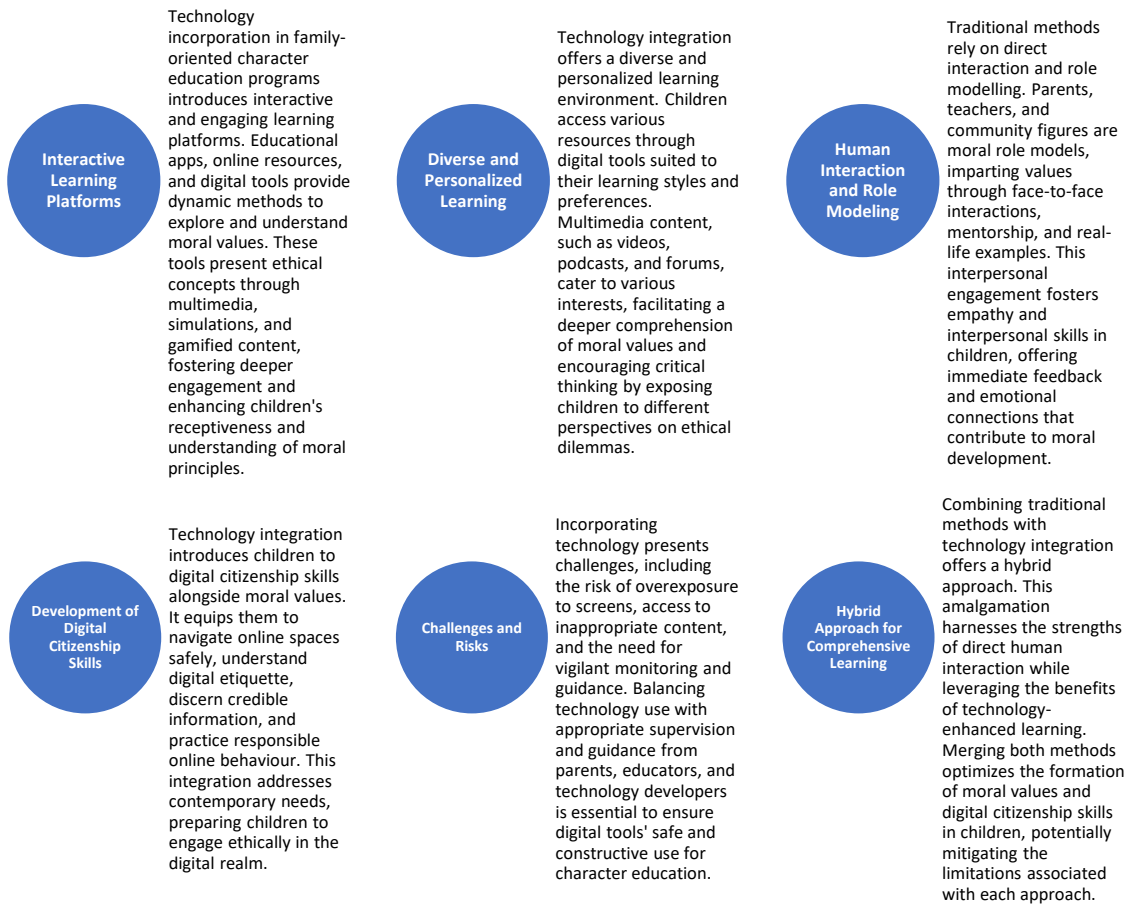 Interactive
Learning
Platforms
Technology
incorporation in family-
oriented character
education programs
introduces interactive
and engaging learning
platforms. Educational
apps, online resources,
and digital tools provide
dynamic methods to
explore and understand
moral values. These
tools present ethical
concepts through
multimedia,
simulations, and
gamified content,
fostering deeper
engagement and
enhancing children's
receptiveness and
understanding of moral
principles.
Diverse and
Personalized
Learning
Technology integration
offers a diverse and
personalized learning
environment. Children
access various
resources through
digital tools suited to
their learning styles and
preferences.
Multimedia content,
such as videos,
podcasts, and forums,
cater to various
interests, facilitating a
deeper comprehension
of moral values and
encouraging critical
thinking by exposing
children to different
perspectives on ethical
dilemmas.
Human
Interaction
and Role
Modeling
Traditional methods
rely on direct
interaction and role
modelling. Parents,
teachers, and
community figures are
moral role models,
imparting values
through face-to-face
interactions,
mentorship, and real-
life examples. This
interpersonal
engagement fosters
empathy and
interpersonal skills in
children, offering
immediate feedback
and emotional
connections that
contribute to moral
development.
Development of
Digital
Citizenship
Skills
Technology integration
introduces children to
digital citizenship skills
alongside moral values.
It equips them to
navigate online spaces
safely, understand
digital etiquette,
discern credible
information, and
practice responsible
online behaviour. This
integration addresses
contemporary needs,
preparing children to
engage ethically in the
digital realm.
Challenges and
Risks
Incorporating
technology presents
challenges, including
the risk of overexposure
to screens, access to
inappropriate content,
and the need for
vigilant monitoring and
guidance. Balancing
technology use with
appropriate supervision
and guidance from
parents, educators, and
technology developers
is essential to ensure
digital tools' safe and
constructive use for
character education.
Hybrid
Approach for
Comprehensive
Learning
Combining traditional
methods with
technology integration
offers a hybrid
approach. This
amalgamation
harnesses the strengths
of direct human
interaction while
leveraging the benefits
of technology-
enhanced learning.
Merging both methods
optimizes the formation
of moral values and
digital citizenship skills
in children, potentially
mitigating the
limitations associated
with each approach.